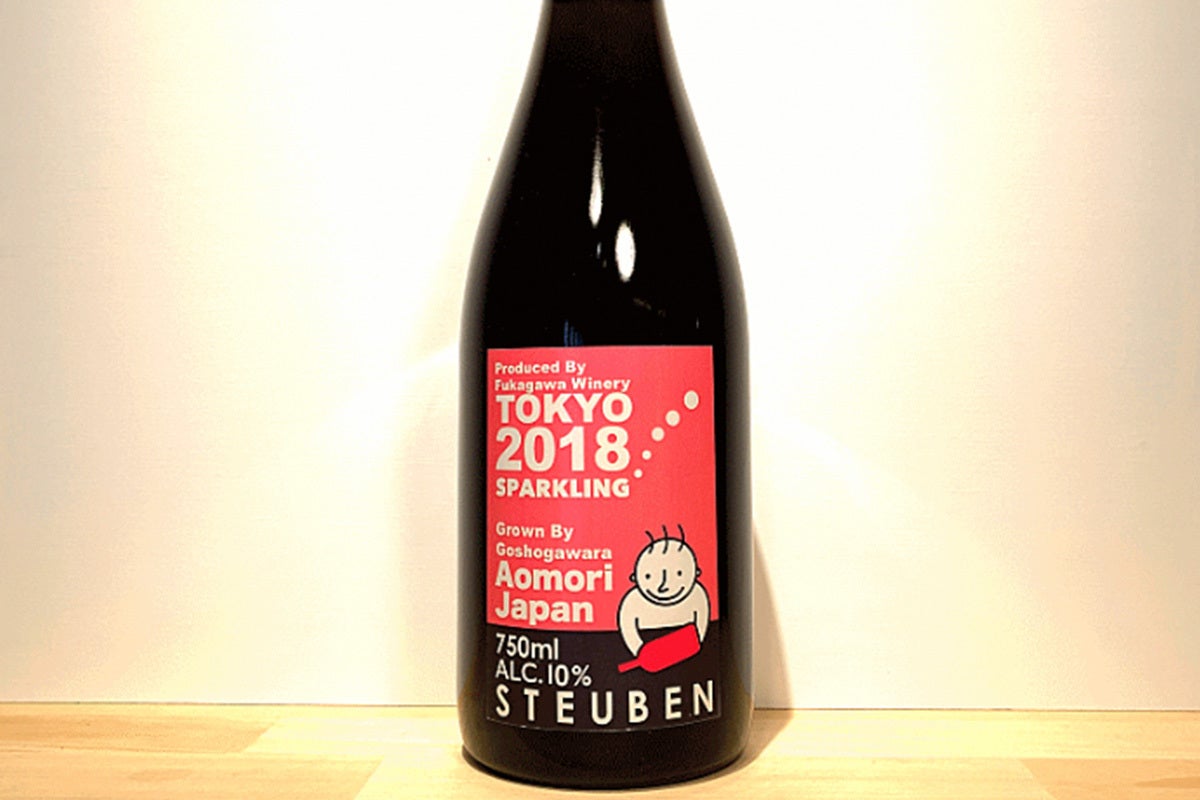 Produced By
Fukagawa Winery
TOKYO
2018
SPARKLING
Grown By
Goshogawara
Aomori
Japan
750ml
ALC.10%
STEUBEN